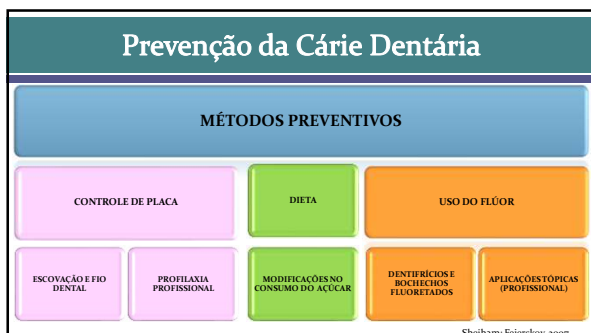 Prevenção da Cárie Dentária
MÉTODOS PREVENTIVOS
CONTROLE DE PLACA
DIETA
USO DO FLÚOR
ESCOVAÇÃO E FIO
DENTAL
PROFILAXIA
PROFISSIONAL
MODIFICAÇÕES NO
CONSUMO DO AÇÚCAR
DENTIFRÍCIOS E
BOCHECHOS
FLUORETADOS
APLICAÇÕES TÓPICAS
(PROFISSIONAL)